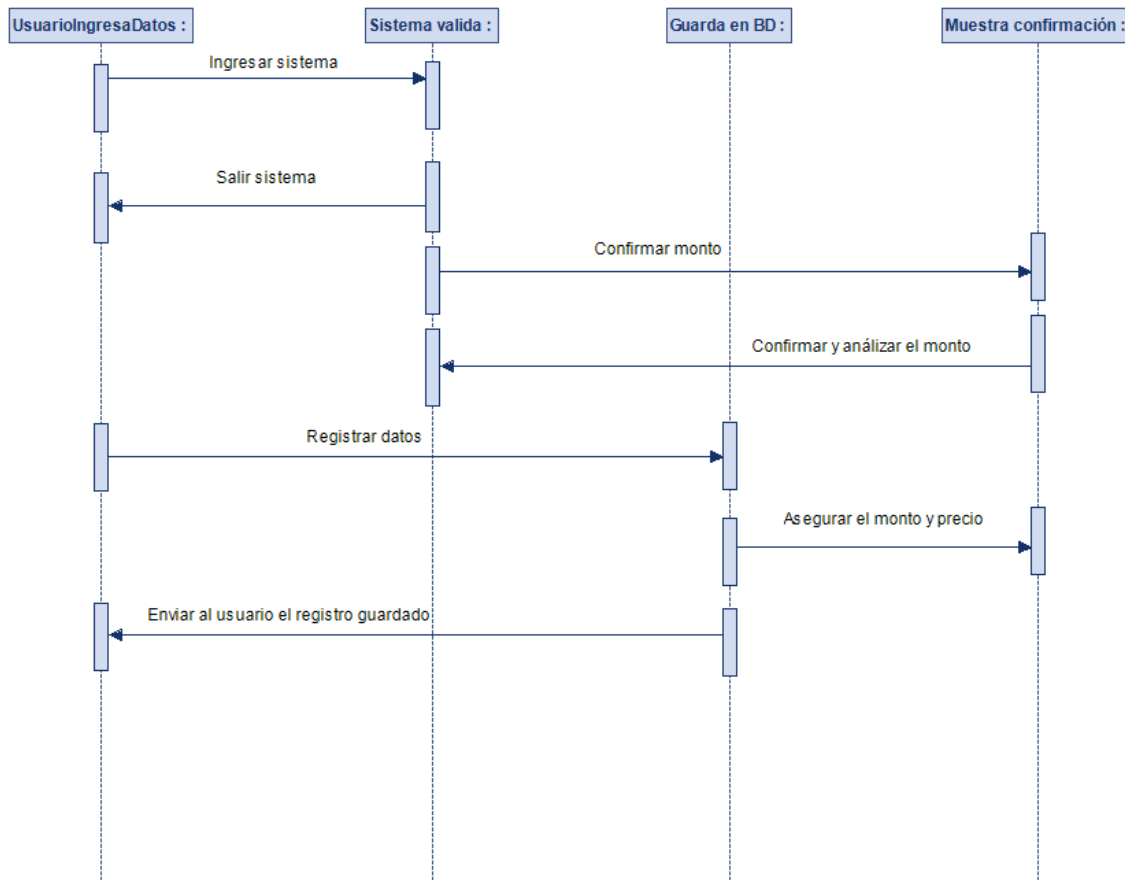 UsuarioIngresaDatos :
Sistema valida :
Guarda en BD :
Muestra confirmación :
Ingresar sistema
Salir sistema
Confirmar monto
Confirmar y análizar el monto
Registrar datos
Asegurar el monto y precio
Enviar al usuario el registro guardado